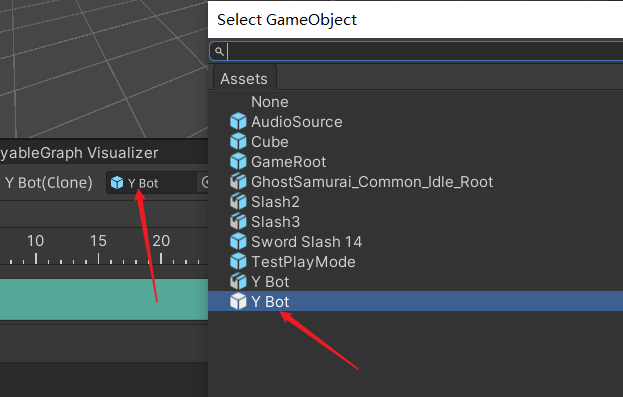 Select GameObject
Assets
None
AudioSource
Cube
GameRoot
GhostSamurai_Common_Idle_Root
Slash2
Slash3
Sword Slash 14
TestPlayMode
Y Bot
Y Bot
yableGraph Visualizer
Y Bot(Clone) Y Bot
10 15 20